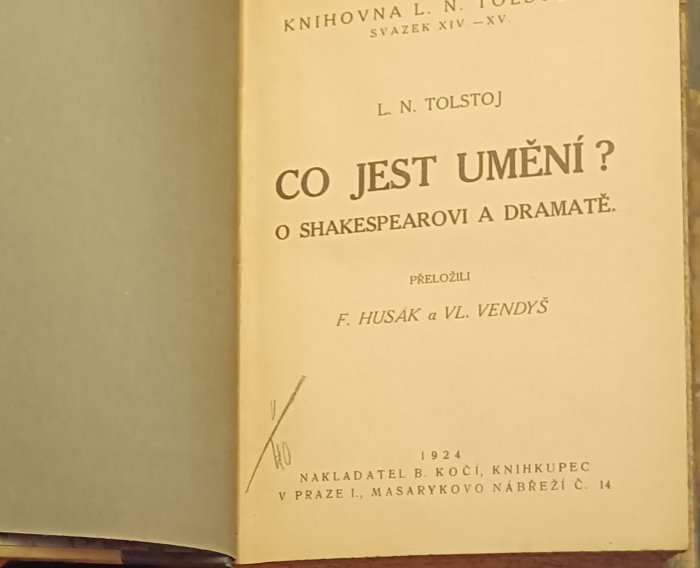 KNIHOVNA L. N.
SVAZEK XIV.—XV.
L. N. TOLSTOJ
CO JEST UMĚNÍ?
O SHAKESPEAROVI A DRAMATĚ.
PŘELOŽILI
F. HUSÁK a VL. VENDYŠ
40
1924
NAKLADATEL B. KOČÍ, KNIHKUPEC
V PRAZE I., MASARYKOVO NÁBŘEŽÍ Č. 14